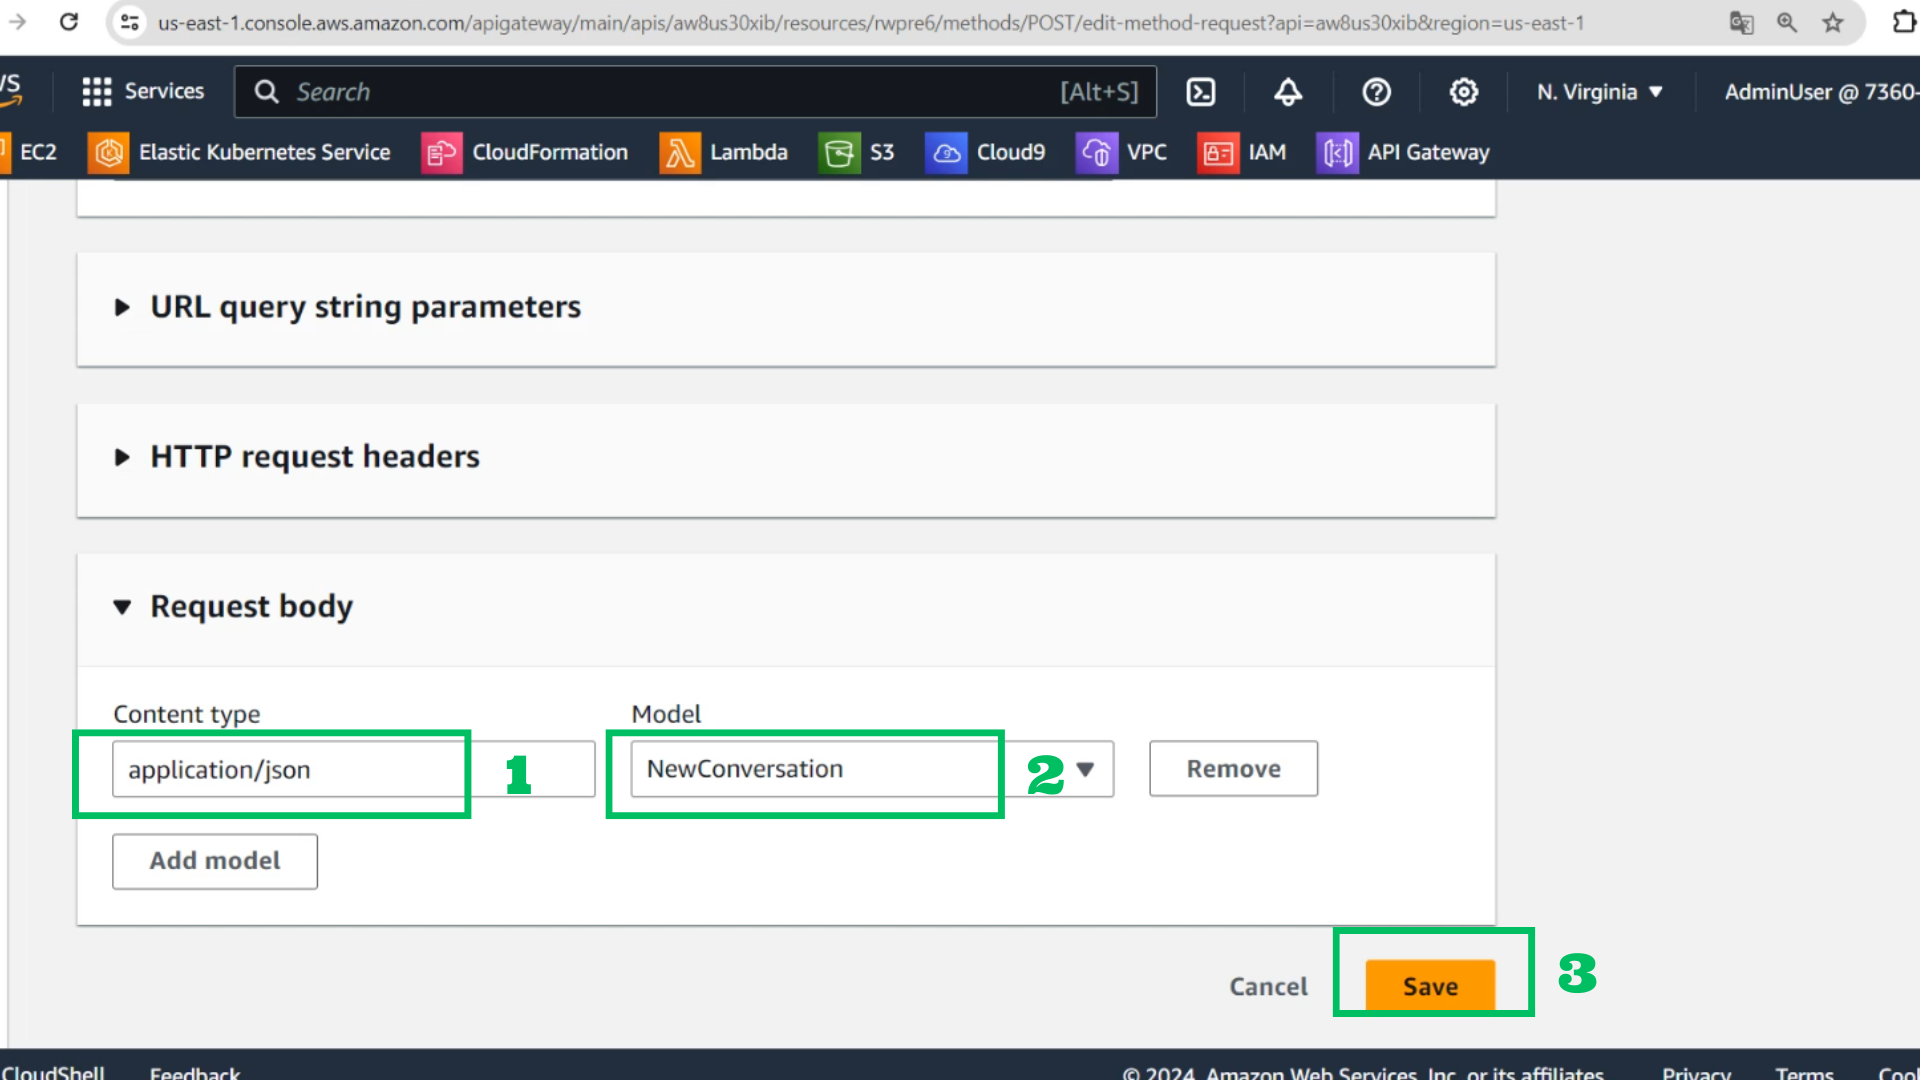 us-east-1.console.aws.amazon.com/apigateway/main/apis/aw8us30xib/resources/rwpre6/methods/POST/edit-method-request?api=aw8us30xib&region=us-east-1
Services
Search
[Alt+S]
N. Virginia
AdminUser @ 7360-
EC2
Elastic Kubernetes Service
CloudFormation
Lambda
S3
Cloud9
VPC
IAM
API Gateway
URL query string parameters
HTTP request headers
Request body
Content type
Model
application/json
1
NewConversation
2
Remove
Add model
Cancel
Save
3
CloudShell
Feedback
© 2024, Amazon Web Services, Inc. or its affiliates.
Privacy
Terms